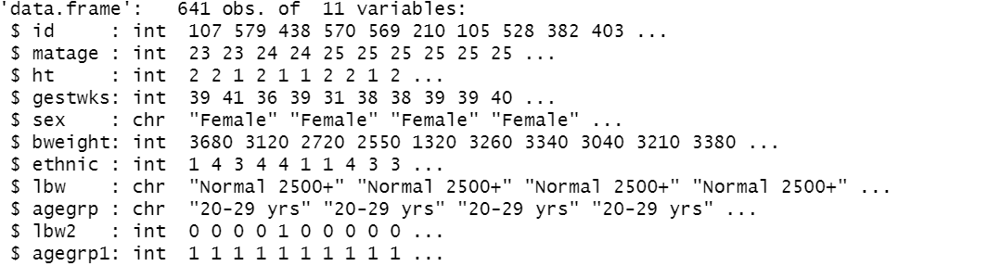 'data.frame':   641 obs. of  11 variables:
 $ id      : int  107 579 438 570 569 210 105 528 382 403 ...
 $ matage  : int  23 23 24 24 25 25 25 25 25 25 ...
 $ ht      : int  2 2 1 2 1 1 2 2 1 2 ...
 $ gestwks: int  39 41 36 39 31 38 38 39 39 40 ...
 $ sex     : chr  "Female" "Female" "Female" "Female" ...
 $ bweight: int  3680 3120 2720 2550 1320 3260 3340 3040 3210 3380 ...
 $ ethnic : int  1 4 3 4 4 1 1 4 3 3 ...
 $ lbw     : chr  "Normal 2500+" "Normal 2500+" "Normal 2500+" "Normal 2500+" ...
 $ agegrp : chr  "20-29 yrs" "20-29 yrs" "20-29 yrs" "20-29 yrs" ...
 $ lbw2    : int  0 0 0 0 1 0 0 0 0 0 ...
 $ agegrp1: int  1 1 1 1 1 1 1 1 1 1 ...